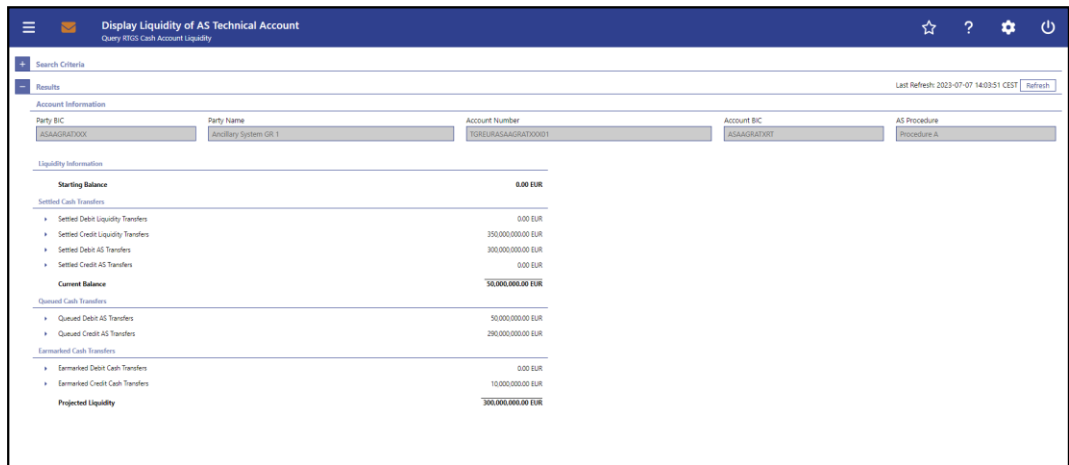 Display Liquidity of AS Technical Account
Query RTGS Cash Account Liquidity
?
+ Search Criteria
− Results Last Refresh: 2023-07-07 14:03:51 CEST Refresh
Account Information
Party BIC Party Name Account Number Account BIC AS Procedure
ASAAGRATXXX Ancillary System GR 1 TGREURASAAGRATXXX01 ASAAGRATXRT Procedure A
Liquidity Information
Starting Balance 0.00 EUR
Settled Cash Transfers
Settled Debit Liquidity Transfers 0.00 EUR
Settled Credit Liquidity Transfers 350,000,000.00 EUR
Settled Debit AS Transfers 300,000,000.00 EUR
Settled Credit AS Transfers 0.00 EUR
Current Balance 50,000,000.00 EUR
Queued Cash Transfers
Queued Debit AS Transfers 50,000,000.00 EUR
Queued Credit AS Transfers 290,000,000.00 EUR
Earmarked Cash Transfers
Earmarked Debit Cash Transfers 0.00 EUR
Earmarked Credit Cash Transfers 10,000,000.00 EUR
Projected Liquidity 300,000,000.00 EUR